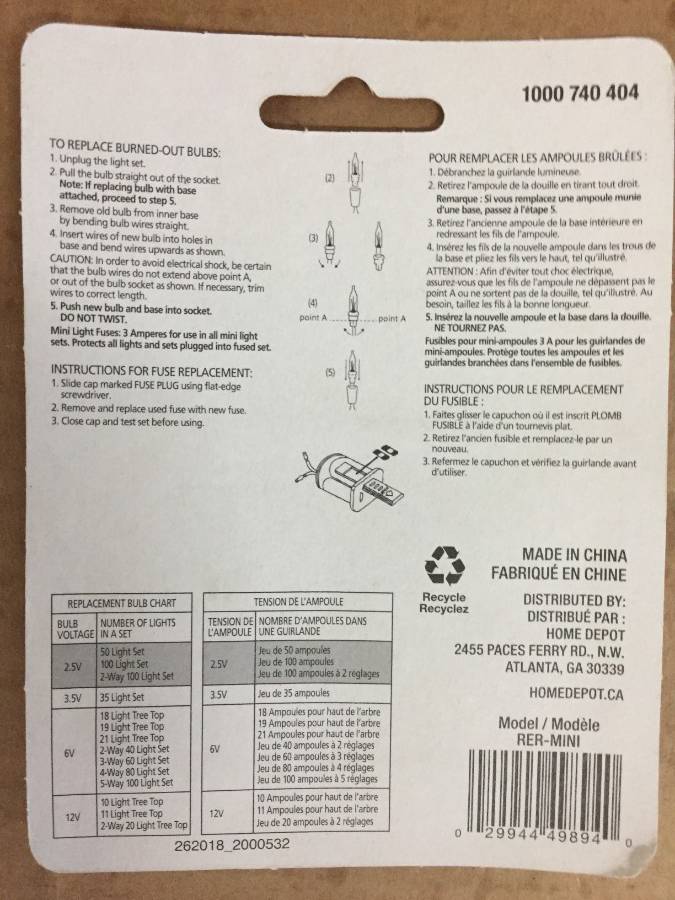 1000 740 404
TO REPLACE BURNED-OUT BULBS:
1. Unplug the light set.
2. Pull the bulb straight out of the socket.
Note: If replacing bulb with base
attached, proceed to step 5.
3. Remove old bulb from inner base
by bending bulb wires straight.
4. Insert wires of new bulb into holes in
base and bend wires upwards as shown.
CAUTION: In order to avoid electrical shock, be certain
that the bulb wires do not extend above point A,
or out of the bulb socket as shown. If necessary, trim
wires to correct length.
5. Push new bulb and base into socket.
DO NOT TWIST.
Mini Light Fuses: 3 Amperes for use in all mini light
sets. Protects all lights and sets plugged into fused set.
INSTRUCTIONS FOR FUSE REPLACEMENT:
1. Slide cap marked FUSE PLUG using flat-edge
screwdriver.
2. Remove and replace used fuse with new fuse.
3. Close cap and test set before using.
(2)
(3)
(4)
point A
point A
(5)
POUR REMPLACER LES AMPOULES BRÛLÉES :
1. Débranchez la guirlande lumineuse.
2. Retirez l'ampoule de la douille en tirant tout droit.
Remarque : Si vous remplacez une ampoule munie
d'une base, passez à l'étape 5.
3. Retirez l'ancienne ampoule de la base intérieure en
redressant les fils de l'ampoule.
4. Insérez les fils de la nouvelle ampoule dans les trous de
la base et pliez les fils vers le haut, tel qu'illustré.
ATTENTION : Afin d'éviter tout choc électrique,
assurez-vous que les fils de l'ampoule ne dépassent pas le
point A ou ne sortent pas de la douille, tel qu'illustré. Au
besoin, taillez les fils à la bonne longueur.
5. Insérez la nouvelle ampoule et la base dans la douille.
NE TOURNEZ PAS.
Fusibles pour mini-ampoules 3 A pour les guirlandes de
mini-ampoules. Protège toutes les ampoules et les
guirlandes branchées dans l'ensemble de fusibles.
INSTRUCTIONS POUR LE REMPLACEMENT
DU FUSIBLE :
1. Faites glisser le capuchon où il est inscrit PLOMB
FUSIBLE à l'aide d'un tournevis plat.
2. Retirez l'ancien fusible et remplacez-le par un
nouveau.
3. Refermez le capuchon et vérifiez la guirlande avant
d'utiliser.
Recycle
Recyclez
MADE IN CHINA
FABRIQUÉ EN CHINE
DISTRIBUTED BY:
DISTRIBUÉ PAR :
HOME DEPOT
2455 PACES FERRY RD., N.W.
ATLANTA, GA 30339
HOMEDEPOT.CA
Model / Modèle
RER-MINI
0 29944 49894 0
REPLACEMENT BULB CHART
BULB VOLTAGE
NUMBER OF LIGHTS IN A SET
2.5V
50 Light Set
100 Light Set
2-Way 100 Light Set
3.5V
35 Light Set
6V
18 Light Tree Top
19 Light Tree Top
21 Light Tree Top
2-Way 40 Light Set
3-Way 60 Light Set
4-Way 80 Light Set
5-Way 100 Light Set
12V
10 Light Tree Top
11 Light Tree Top
2-Way 20 Light Tree Top
TENSION DE L'AMPOULE
TENSION DE L'AMPOULE
NOMBRE D'AMPOULES DANS UNE GUIRLANDE
2.5V
Jeu de 50 ampoules
Jeu de 100 ampoules
Jeu de 100 ampoules à 2 réglages
3.5V
Jeu de 35 ampoules
6V
18 Ampoules pour haut de l'arbre
19 Ampoules pour haut de l'arbre
21 Ampoules pour haut de l'arbre
Jeu de 40 ampoules à 2 réglages
Jeu de 60 ampoules à 3 réglages
Jeu de 80 ampoules à 4 réglages
Jeu de 100 ampoules à 5 réglages
12V
10 Ampoules pour haut de l'arbre
11 Ampoules pour haut de l'arbre
Jeu de 20 ampoules à 2 réglages
262018_2000532